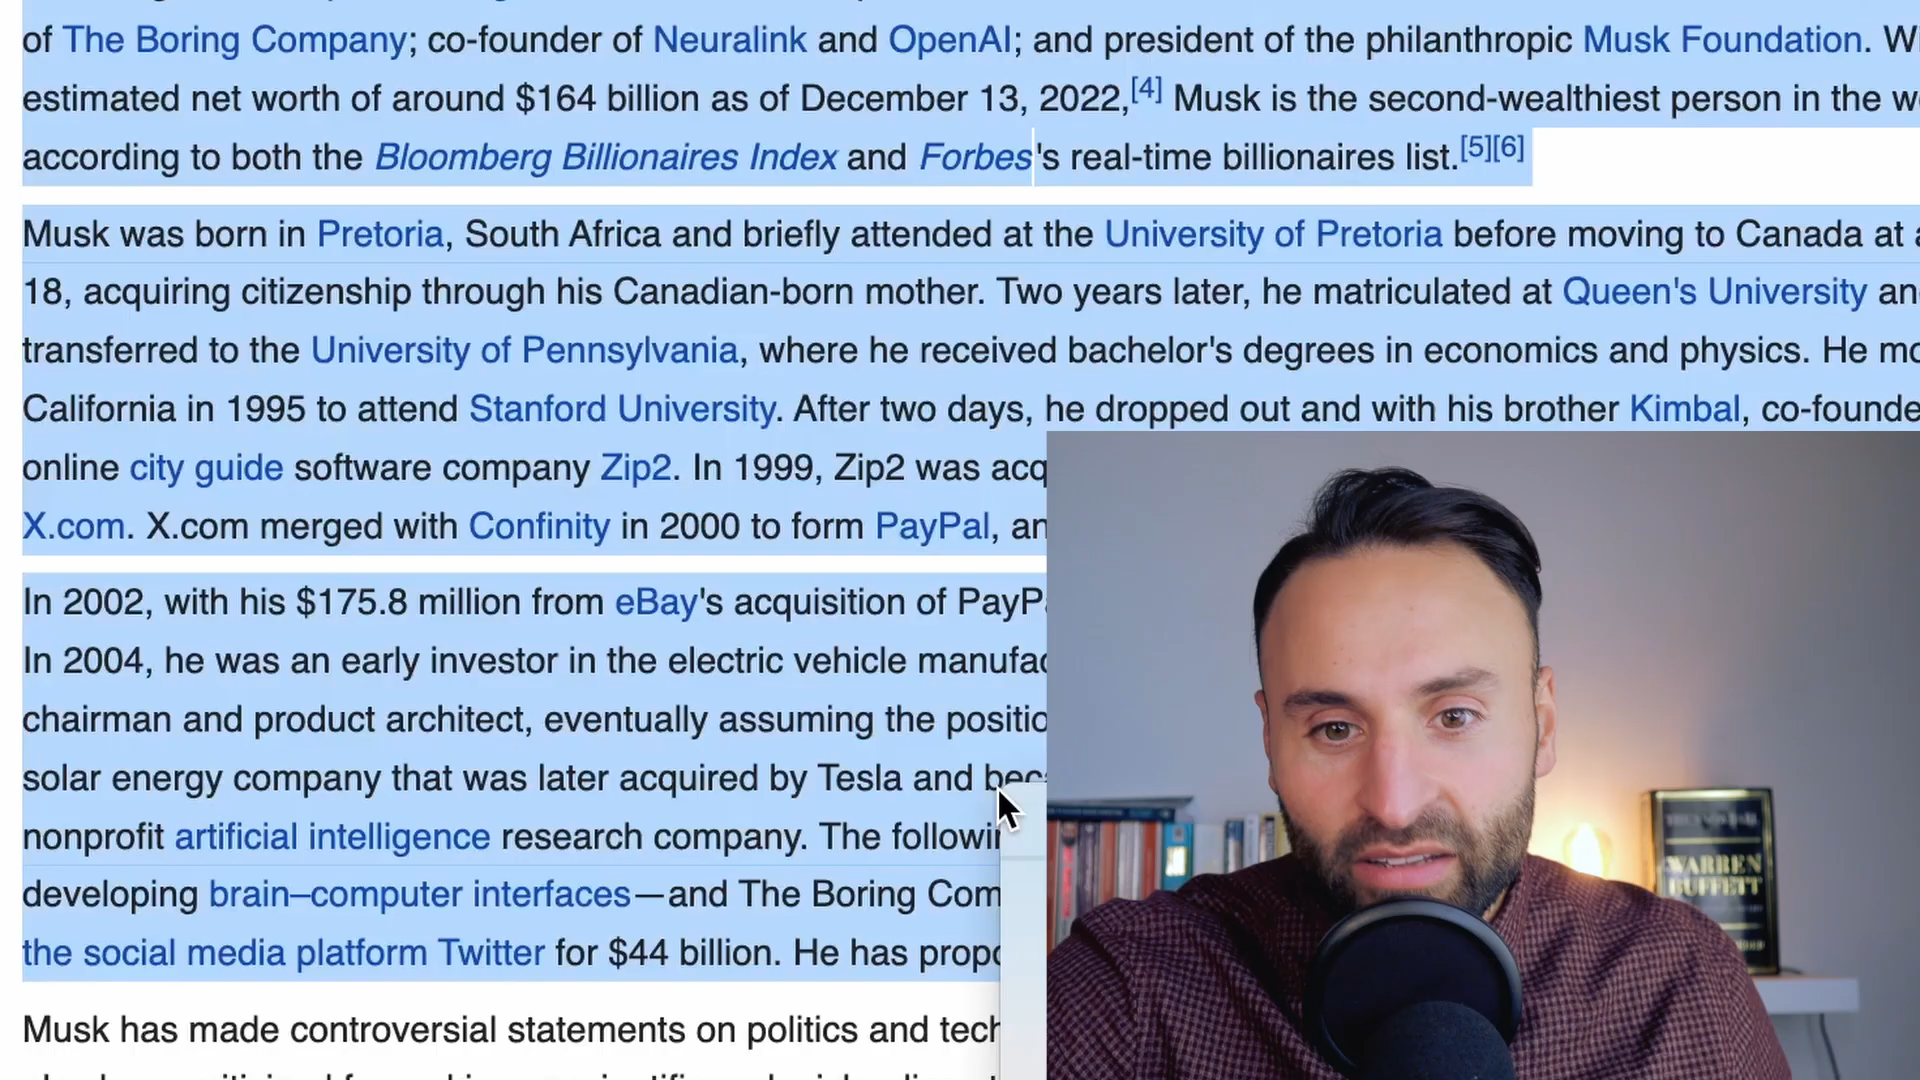 of The Boring Company; co-founder of Neuralink and OpenAI; and president of the philanthropic Musk Foundation.
estimated net worth of around $164 billion as of December 13, 2022,[4] Musk is the second-wealthiest person in the
according to both the Bloomberg Billionaires Index and Forbes's real-time billionaires list.[5][6]
Musk was born in Pretoria, South Africa and briefly attended at the University of Pretoria before moving to Canada at
18, acquiring citizenship through his Canadian-born mother. Two years later, he matriculated at Queen's University
transferred to the University of Pennsylvania, where he received bachelor's degrees in economics and physics. He
California in 1995 to attend Stanford University. After two days, he dropped out and with his brother Kimbal, co-founde
online city guide software company Zip2. In 1999, Zip2 was acq
X.com. X.com merged with Confinity in 2000 to form PayPal, an
In 2002, with his $175.8 million from eBay's acquisition of PayP
In 2004, he was an early investor in the electric vehicle manufac
chairman and product architect, eventually assuming the positio
solar energy company that was later acquired by Tesla and bec
nonprofit artificial intelligence research company. The followin
developing brain–computer interfaces—and The Boring Com
the social media platform Twitter for $44 billion. He has propo
Musk has made controversial statements on politics and tech
WARREN
BUFFETT